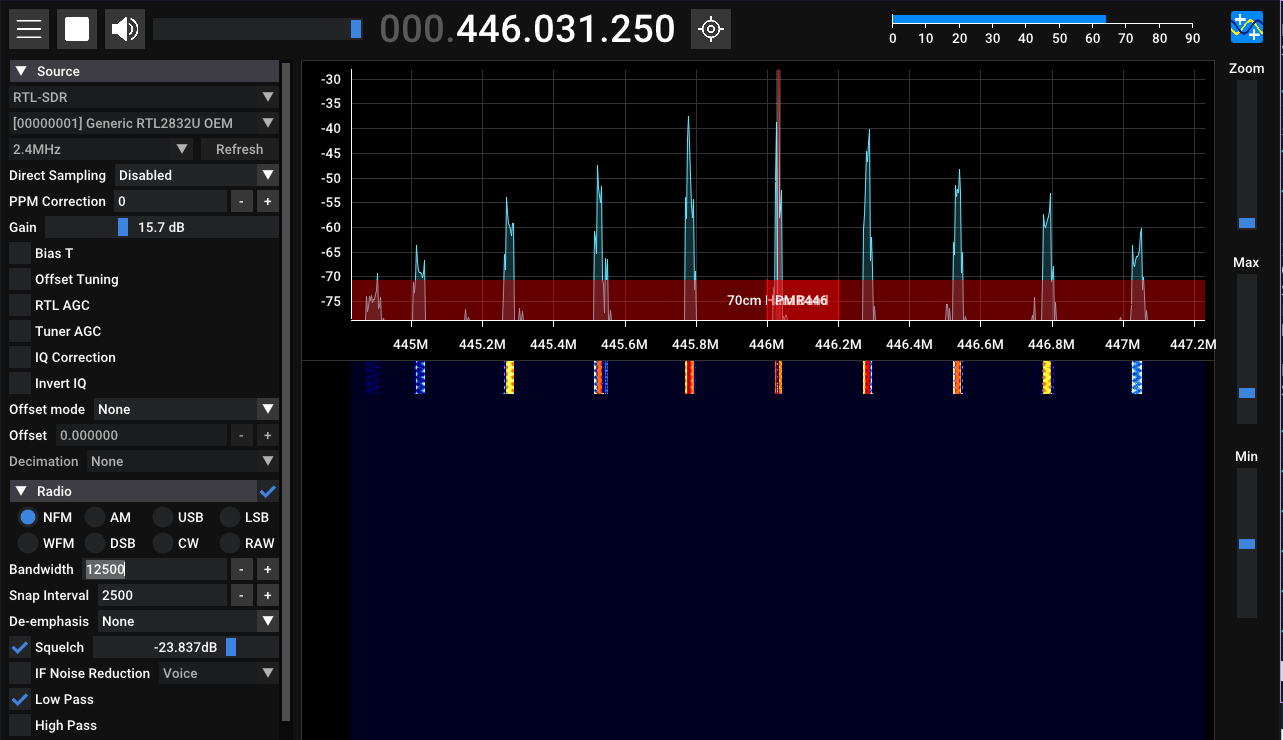 000.446.031.250
0 10 20 30 40 50 60 70 80 90
Source
RTL-SDR
[00000001] Generic RTL2832U OEM
2.4MHz Refresh
Direct Sampling Disabled
PPM Correction 0 - +
Gain 15.7 dB
Bias T
Offset Tuning
RTL AGC
Tuner AGC
IQ Correction
Invert IQ
Offset mode None
Offset 0.000000 - +
Decimation None
Radio
NFM AM USB LSB
WFM DSB CW RAW
Bandwidth 12500 - +
Snap Interval 2500 - +
De-emphasis None
Squelch -23.837dB
IF Noise Reduction Voice
Low Pass
High Pass
-30
-35
-40
-45
-50
-55
-60
-65
-70
-75
70cm
PMR446
445M 445.2M 445.4M 445.6M 445.8M 446M 446.2M 446.4M 446.6M 446.8M 447M 447.2M
Zoom
Max
Min